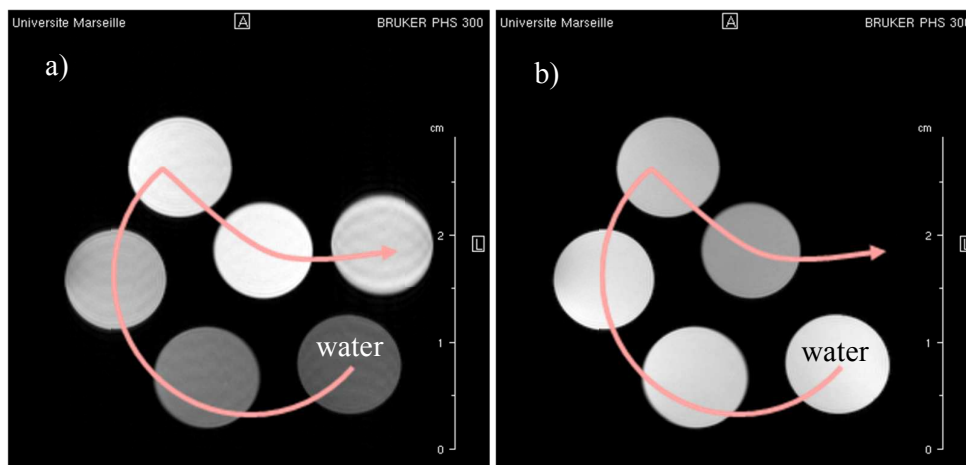 Universite Marseille
A
BRUKER PHS 300
a)
cm
2
L
water
1
0
Universite Marseille
A
BRUKER PHS 300
b)
cm
2
L
water
1
0